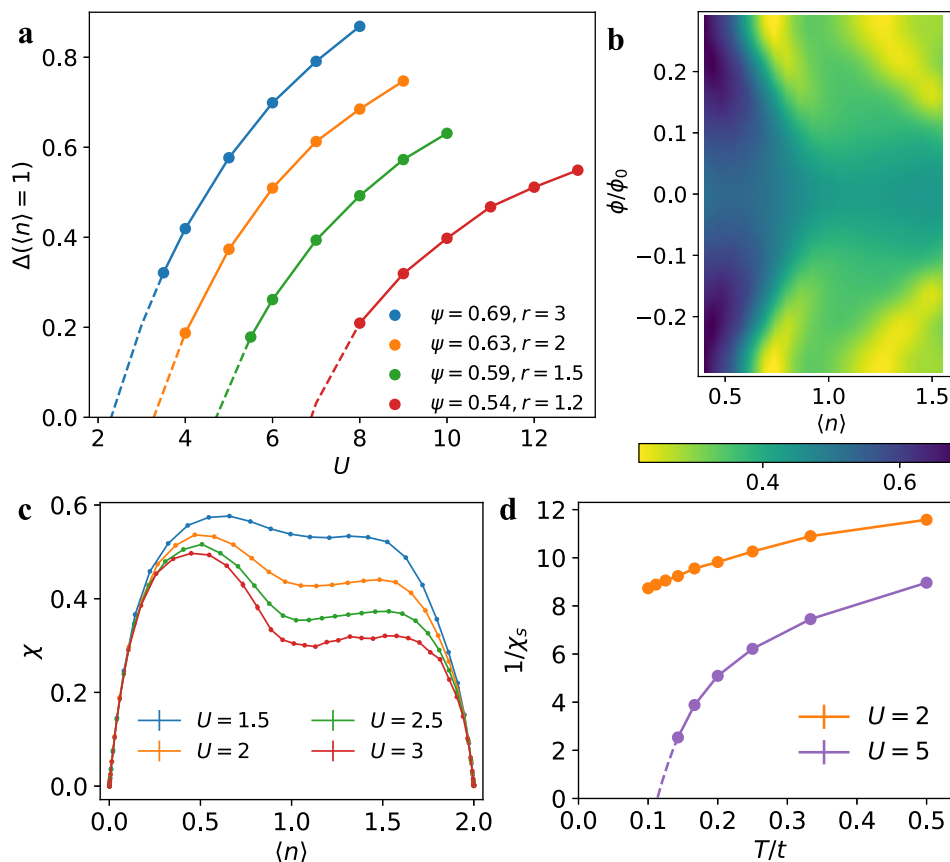 a
Δ(⟨n⟩ = 1)
0.8
0.6
0.4
0.2
0.0
2 4 6 8 10 12
U
ψ = 0.69, r = 3
ψ = 0.63, r = 2
ψ = 0.59, r = 1.5
ψ = 0.54, r = 1.2
b
ϕ/ϕ₀
0.2
0.1
0.0
−0.1
−0.2
0.5 1.0 1.5
⟨n⟩
0.4 0.6
c
χ
0.6
0.4
0.2
0.0
0.0 0.5 1.0 1.5 2.0
⟨n⟩
U = 1.5
U = 2
U = 2.5
U = 3
d
1/χₛ
12
10
8
6
4
2
0
0.0 0.1 0.2 0.3 0.4 0.5
T/t
U = 2
U = 5